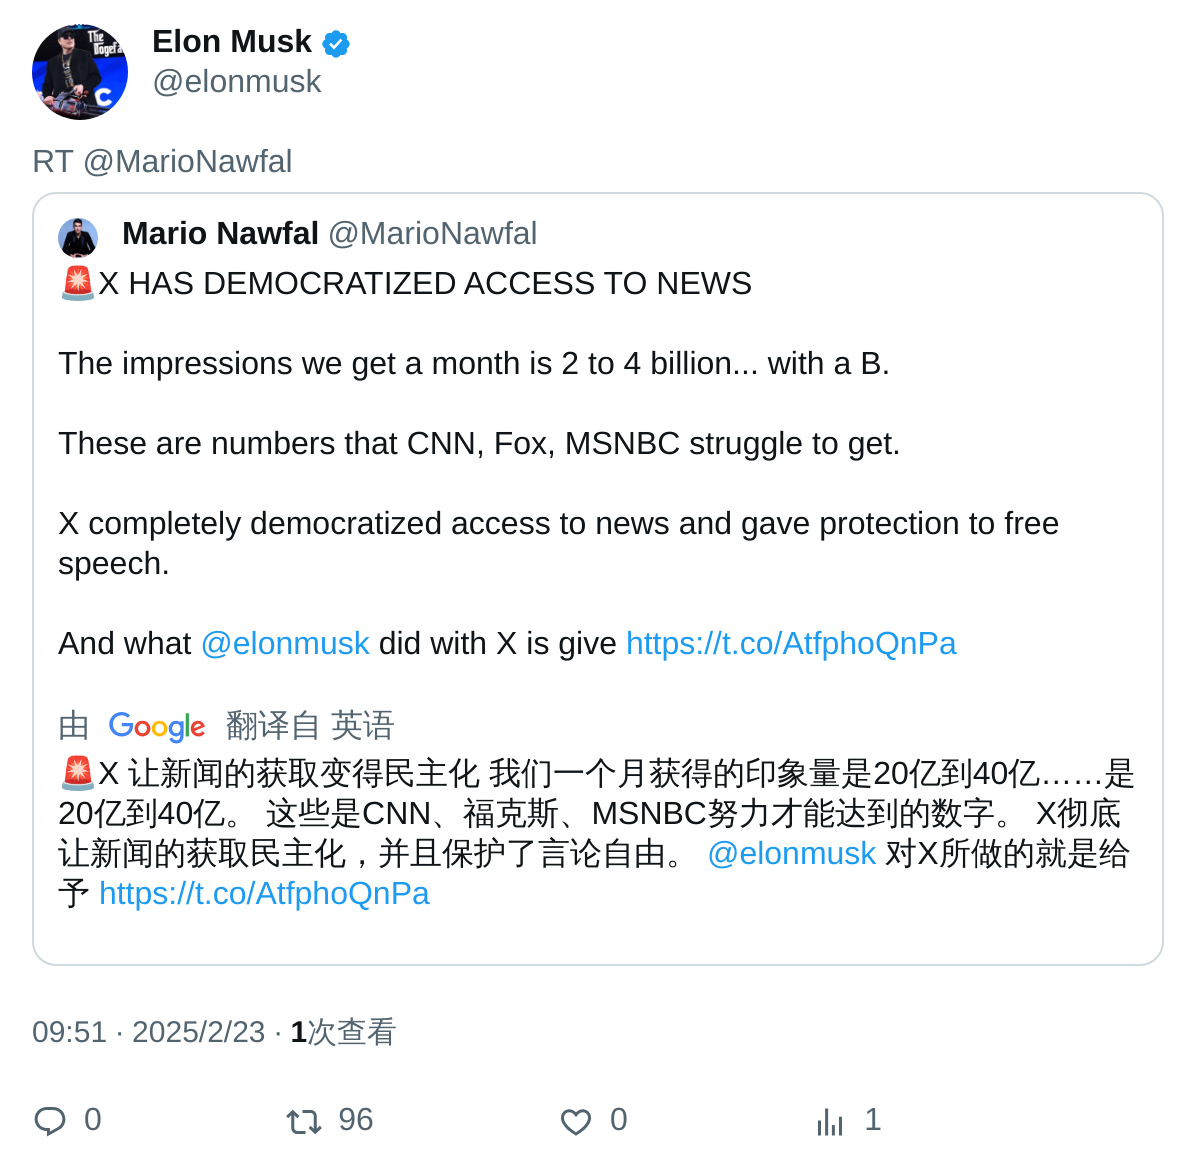 The
Dogefa
C
Elon Musk
@elonmusk
RT @MarioNawfal
Mario Nawfal @MarioNawfal
🚨X HAS DEMOCRATIZED ACCESS TO NEWS
The impressions we get a month is 2 to 4 billion... with a B.
These are numbers that CNN, Fox, MSNBC struggle to get.
X completely democratized access to news and gave protection to free
speech.
And what @elonmusk did with X is give https://t.co/AtfphoQnPa
由 Google 翻译自 英语
🚨X 让新闻的获取变得民主化 我们一个月获得的印象量是20亿到40亿……是
20亿到40亿。 这些是CNN、福克斯、MSNBC努力才能达到的数字。 X彻底
让新闻的获取民主化，并且保护了言论自由。 @elonmusk 对X所做的就是给
予 https://t.co/AtfphoQnPa
09:51 · 2025/2/23 · 1次查看
0 96 0 1